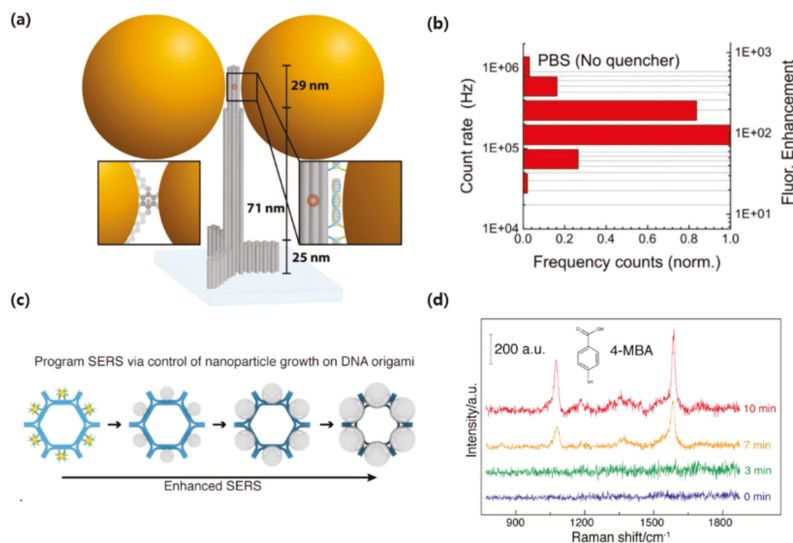 (a)
29 nm
71 nm
25 nm
(b)
PBS (No quencher)
1E+06
1E+05
1E+04
Count rate (Hz)
1E+03
1E+02
1E+01
Fluor. Enhancement
0.0 0.2 0.4 0.6 0.8 1.0
Frequency counts (norm.)
(c)
Program SERS via control of nanoparticle growth on DNA origami
Enhanced SERS
(d)
200 a.u.
O
OH
SH
4-MBA
10 min
7 min
3 min
0 min
Intensity/a.u.
900 1200 1500 1800
Raman shift/cm⁻¹